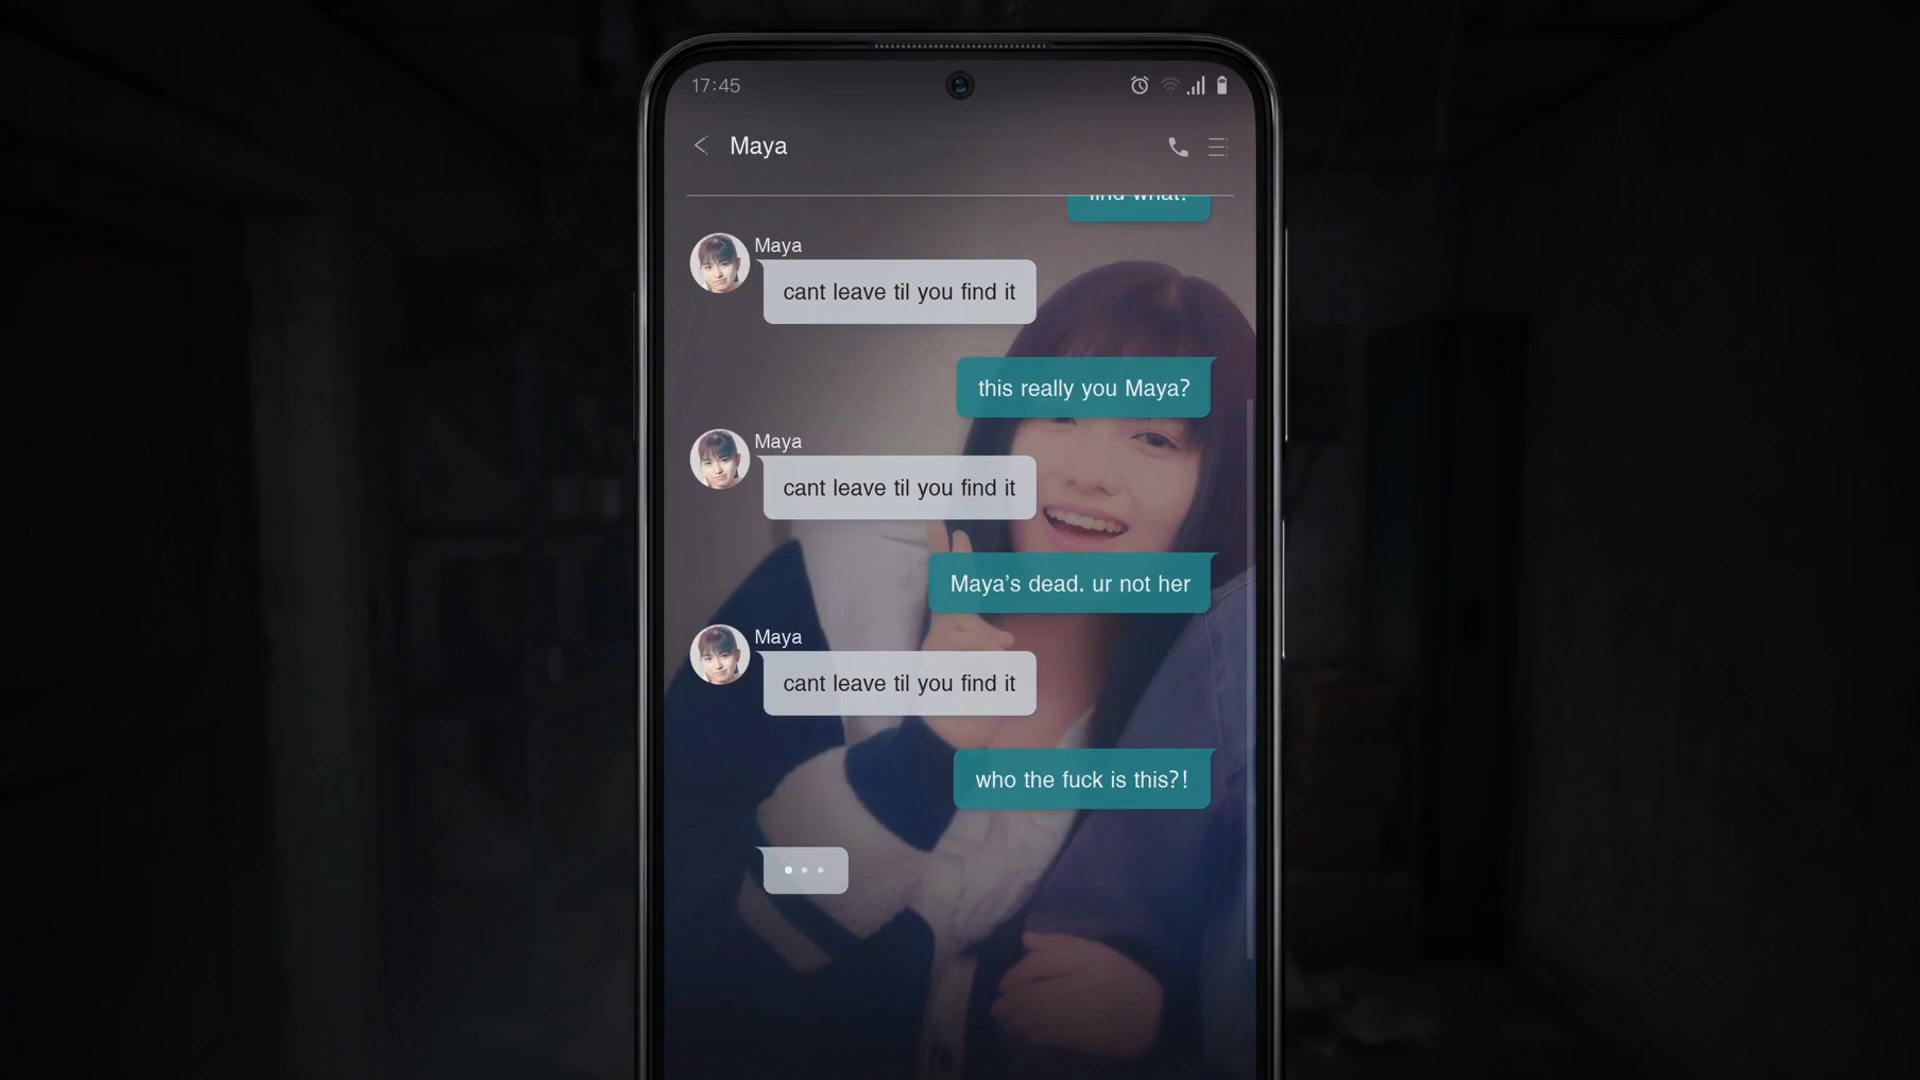 17:45
Maya
find what?
Maya
cant leave til you find it
this really you Maya?
Maya
cant leave til you find it
Maya's dead. ur not her
Maya
cant leave til you find it
who the fuck is this?!